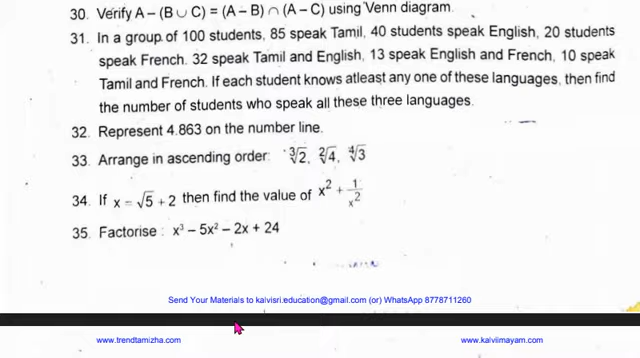 30. Verify A – (B ∪ C) = (A – B) ∩ (A – C) using Venn diagram.
31. In a group of 100 students, 85 speak Tamil, 40 students speak English, 20 students
speak French. 32 speak Tamil and English, 13 speak English and French, 10 speak
Tamil and French. If each student knows atleast any one of these languages, then find
the number of students who speak all these three languages.
32. Represent 4.863 on the number line.
33. Arrange in ascending order: ∛2, ²√4, ∜3
34. If x = √5 + 2 then find the value of x² + 1/x²
35. Factorise : x³ – 5x² – 2x + 24
Send Your Materials to kalvisri.education@gmail.com (or) WhatsApp 8778711260
www.trendtamizha.com www.kalviimayam.com